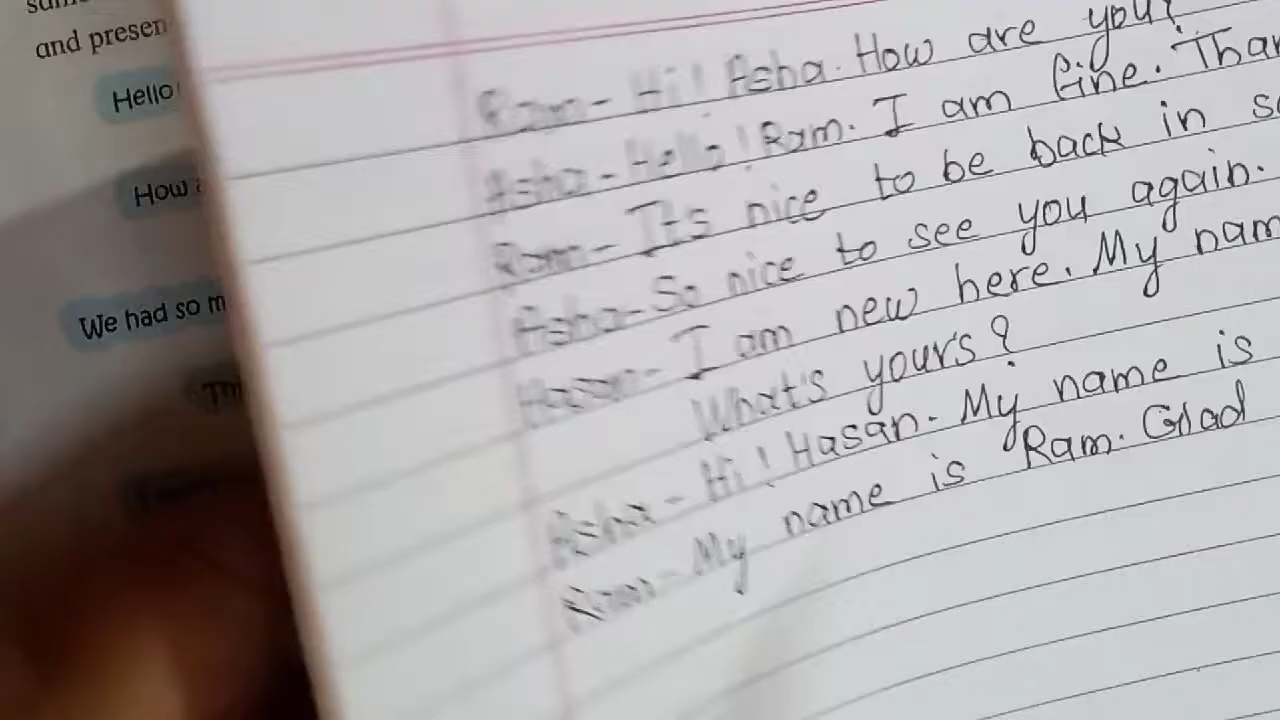 and presen
Hello
How
We had so m
Ram- Hi! Asha. How are you?
Asha- Hello! Ram. I am fine. Than
Ram- It's nice to be back in sc
Asha- So nice to see you again.
Hasan- I am new here. My nam
What's yours?
Asha- Hi! Hasan. My name is
Ram- My name is Ram. Glad